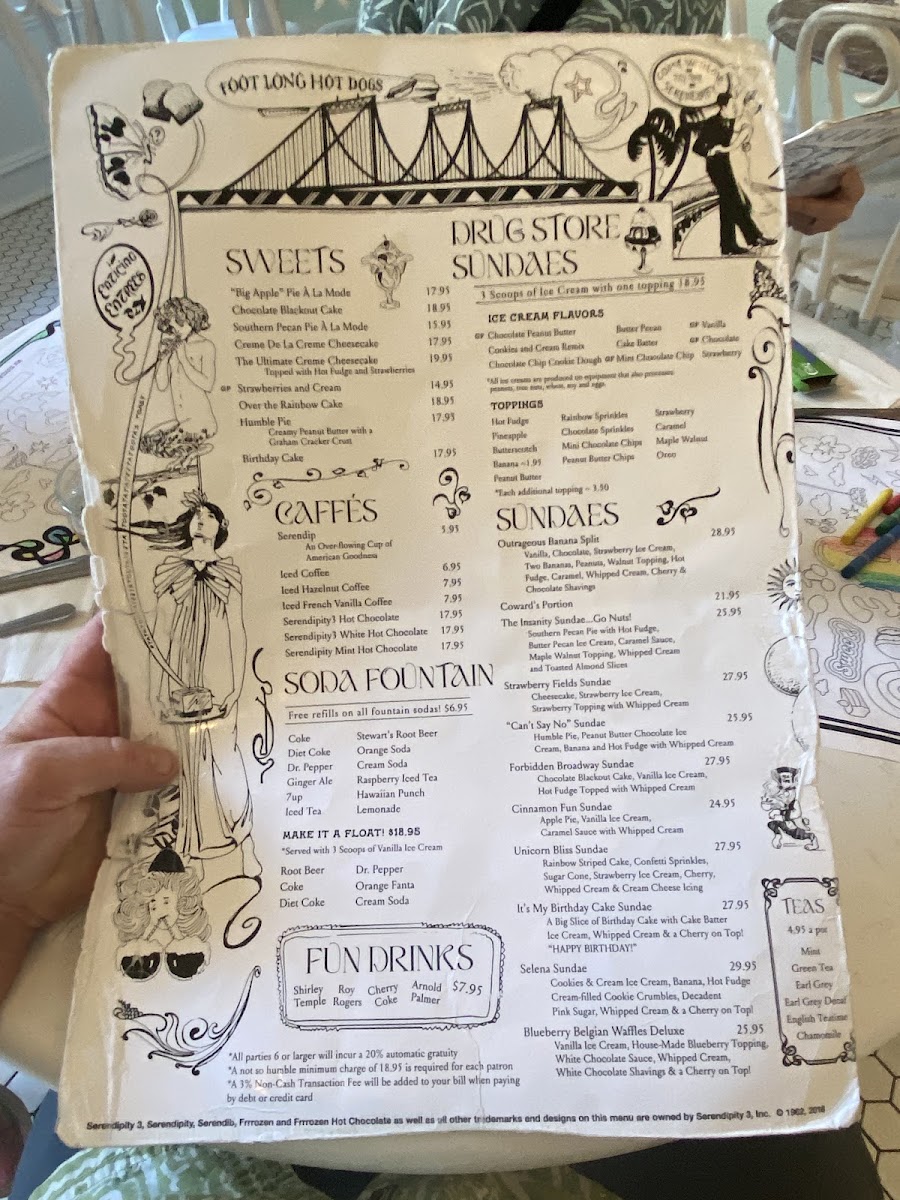 FOOT LONG HOT DOGS
ENTICING
ENTREES
SWEETS
"Big Apple" Pie À La Mode 17.95
Chocolate Blackout Cake 18.95
Southern Pecan Pie À La Mode 15.95
Creme De La Creme Cheesecake 17.95
The Ultimate Creme Cheesecake 19.95
Topped with Hot Fudge and Strawberries
GF Strawberries and Cream 14.95
Over the Rainbow Cake 18.95
Humble Pie 17.95
Creamy Peanut Butter with a
Graham Cracker Crust
Birthday Cake 17.95
CAFFÉS
Serendip 5.95
An Over-flowing Cup of
American Goodness
Iced Coffee 6.95
Iced Hazelnut Coffee 7.95
Iced French Vanilla Coffee 7.95
Serendipity3 Hot Chocolate 17.95
Serendipity3 White Hot Chocolate 17.95
Serendipity Mint Hot Chocolate 17.95
SODA FOUNTAIN
Free refills on all fountain sodas! $6.95
Coke Stewart's Root Beer
Diet Coke Orange Soda
Dr. Pepper Cream Soda
Ginger Ale Raspberry Iced Tea
7up Hawaiian Punch
Iced Tea Lemonade
MAKE IT A FLOAT! $18.95
*Served with 3 Scoops of Vanilla Ice Cream
Root Beer Dr. Pepper
Coke Orange Fanta
Diet Coke Cream Soda
FUN DRINKS
Shirley Roy Cherry Arnold $7.95
Temple Rogers Coke Palmer
*All parties 6 or larger will incur a 20% automatic gratuity
*A not so humble minimum charge of 18.95 is required for each patron
*A 3% Non-Cash Transaction Fee will be added to your bill when paying
by debt or credit card
DRUG STORE
SUNDAES
3 Scoops of Ice Cream with one topping 18.95
ICE CREAM FLAVORS
GF Chocolate Peanut Butter Butter Pecan GF Vanilla
Cookies and Cream Remix Cake Batter GF Chocolate
Chocolate Chip Cookie Dough GF Mint Chocolate Chip Strawberry
*All ice cream are produced on equipment that also processes
peanuts, tree nuts, wheat, soy and eggs.
TOPPINGS
Hot Fudge Rainbow Sprinkles Strawberry
Pineapple Chocolate Sprinkles Caramel
Butterscotch Mini Chocolate Chips Maple Walnut
Banana ~1.95 Peanut Butter Chips Oreo
Peanut Butter
*Each additional topping ~ 3.50
SUNDAES
Outrageous Banana Split 28.95
Vanilla, Chocolate, Strawberry Ice Cream,
Two Bananas, Peanuts, Walnut Topping, Hot
Fudge, Caramel, Whipped Cream, Cherry &
Chocolate Shavings
Coward's Portion 21.95
The Insanity Sundae...Go Nuts! 25.95
Southern Pecan Pie with Hot Fudge,
Butter Pecan Ice Cream, Caramel Sauce,
Maple Walnut Topping, Whipped Cream
and Toasted Almond Slices
Strawberry Fields Sundae 27.95
Cheesecake, Strawberry Ice Cream,
Strawberry Topping with Whipped Cream
"Can't Say No" Sundae 25.95
Humble Pie, Peanut Butter Chocolate Ice
Cream, Banana and Hot Fudge with Whipped Cream
Forbidden Broadway Sundae 27.95
Chocolate Blackout Cake, Vanilla Ice Cream,
Hot Fudge Topped with Whipped Cream
Cinnamon Fun Sundae 24.95
Apple Pie, Vanilla Ice Cream,
Caramel Sauce with Whipped Cream
Unicorn Bliss Sundae 27.95
Rainbow Striped Cake, Confetti Sprinkles,
Sugar Cone, Strawberry Ice Cream, Cherry,
Whipped Cream & Cream Cheese Icing
It's My Birthday Cake Sundae 27.95
A Big Slice of Birthday Cake with Cake Batter
Ice Cream, Whipped Cream & a Cherry on Top!
"HAPPY BIRTHDAY!"
Selena Sundae 29.95
Cookies & Cream Ice Cream, Banana, Hot Fudge
Cream-filled Cookie Crumbles, Decadent
Pink Sugar, Whipped Cream & a Cherry on Top!
Blueberry Belgian Waffles Deluxe 25.95
Vanilla Ice Cream, House-Made Blueberry Topping,
White Chocolate Sauce, Whipped Cream,
White Chocolate Shavings & a Cherry on Top!
TEAS
4.95 a pot
Mint
Green Tea
Earl Grey
Earl Grey Decaf
English Teatime
Chamomile
Serendipity 3, Serendipity, Serendib, Frrrozen and Frrrozen Hot Chocolate as well as all other trademarks and designs on this menu are owned by Serendipity 3, Inc. © 1962, 2018
Sweet